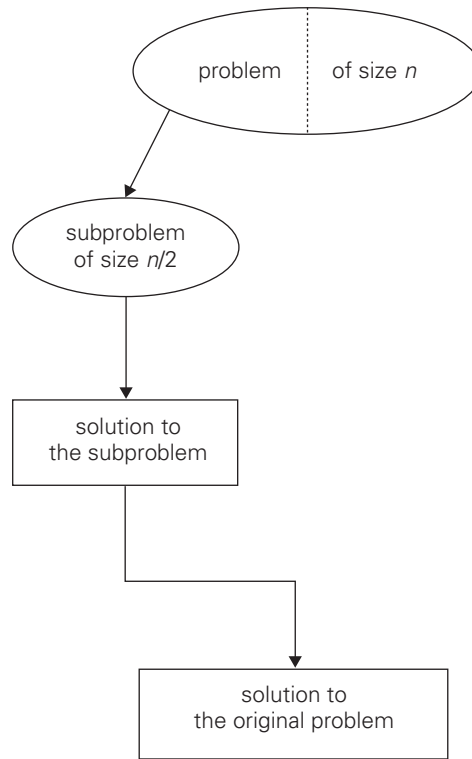 problem of size n
subproblem
of size n/2
solution to
the subproblem
solution to
the original problem